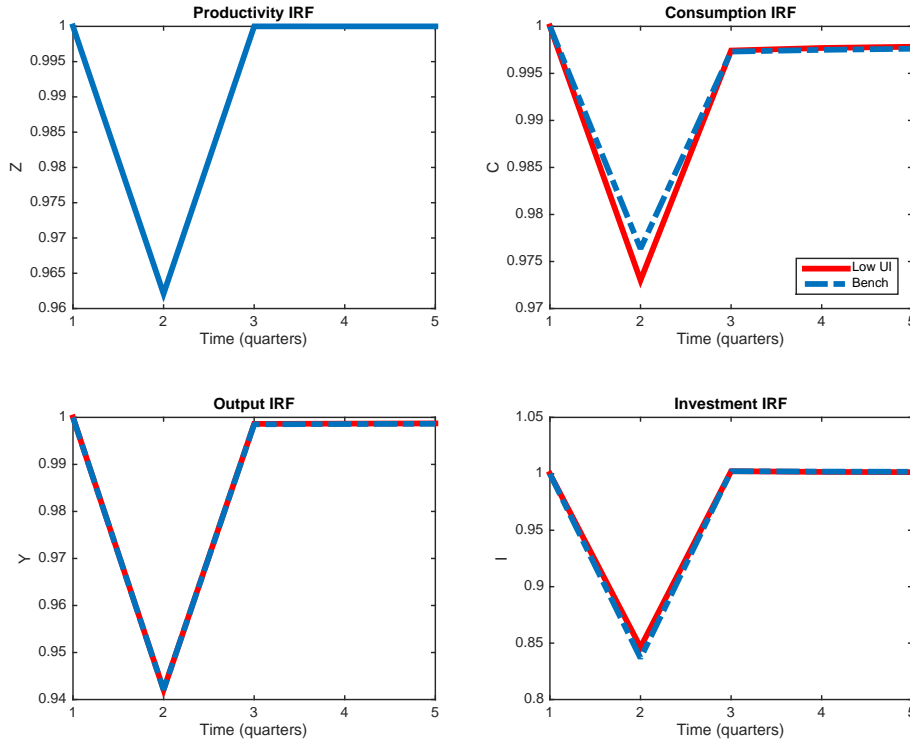 Productivity IRF
1
0.995
0.99
0.985
0.98
0.975
0.97
0.965
0.96
Z
1 2 3 4 5
Time (quarters)
Consumption IRF
1
0.995
0.99
0.985
0.98
0.975
0.97
C
Low UI
Bench
1 2 3 4 5
Time (quarters)
Output IRF
1
0.99
0.98
0.97
0.96
0.95
0.94
Y
1 2 3 4 5
Time (quarters)
Investment IRF
1.05
1
0.95
0.9
0.85
0.8
I
1 2 3 4 5
Time (quarters)